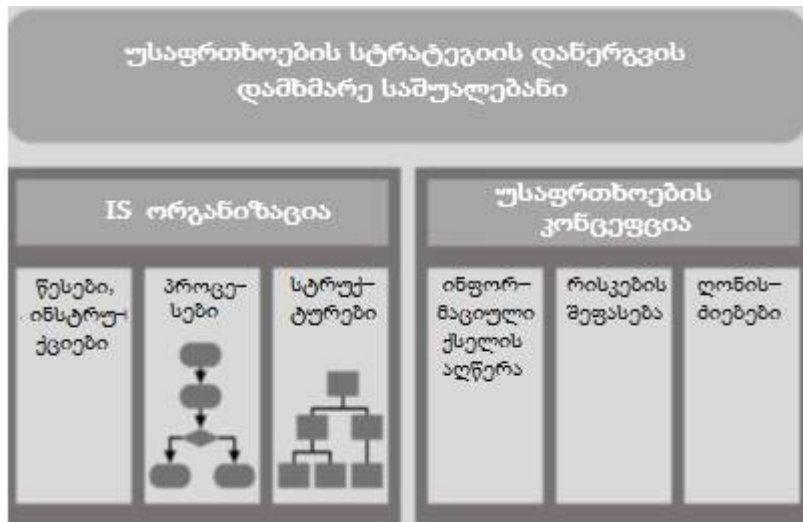 უსაფრთხოების სტრატეგიის დანერგვის
დამხმარე საშუალებანი
IS ორგანიზაცია
წესები,
ინსტრუ-
ქციები
პროცე-
სები
სტრუქ-
ტურები
უსაფრთხოების
კონცეფცია
ინფორ-
მაციული
ქსელის
აღწერა
რისკების
შეფასება
ღონის-
ძიებები